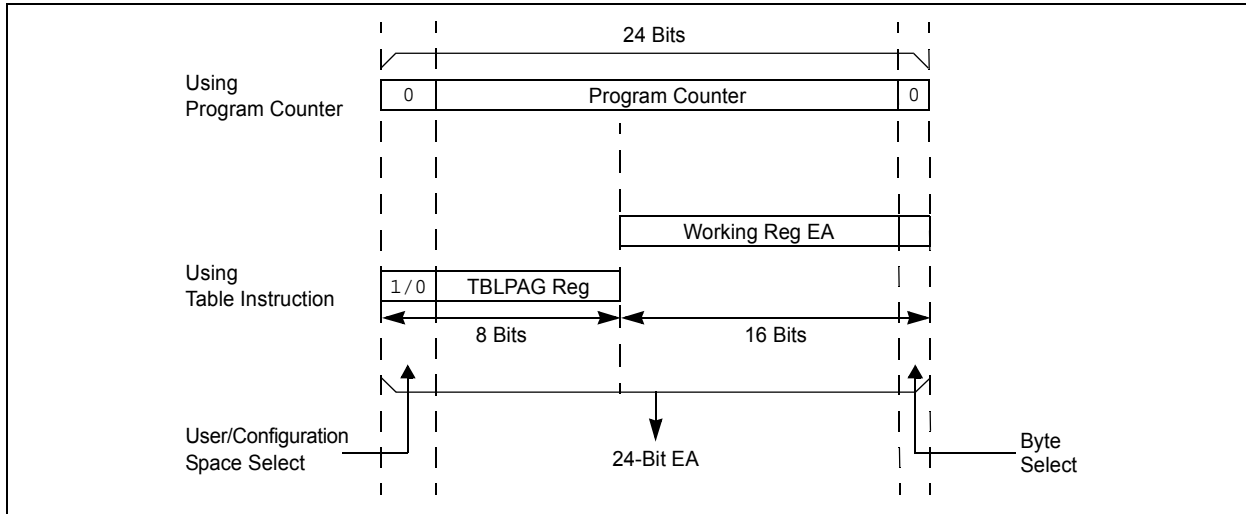 24 Bits
Using
Program Counter
0
Program Counter
0
Working Reg EA
Using
Table Instruction
1/0
TBLPAG Reg
8 Bits
16 Bits
User/Configuration
Space Select
24-Bit EA
Byte
Select